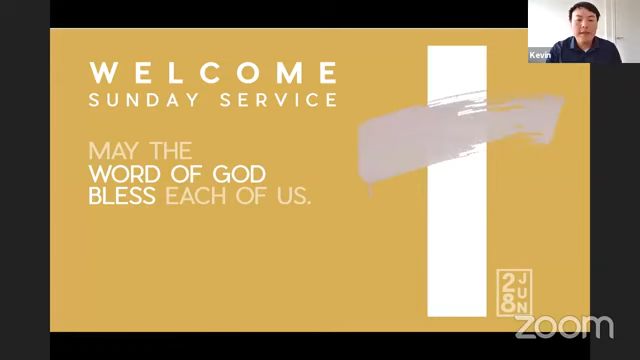 WELCOME
SUNDAY SERVICE
MAY THE
WORD OF GOD
BLESS EACH OF US.
28
JUN
Kevin
zoom